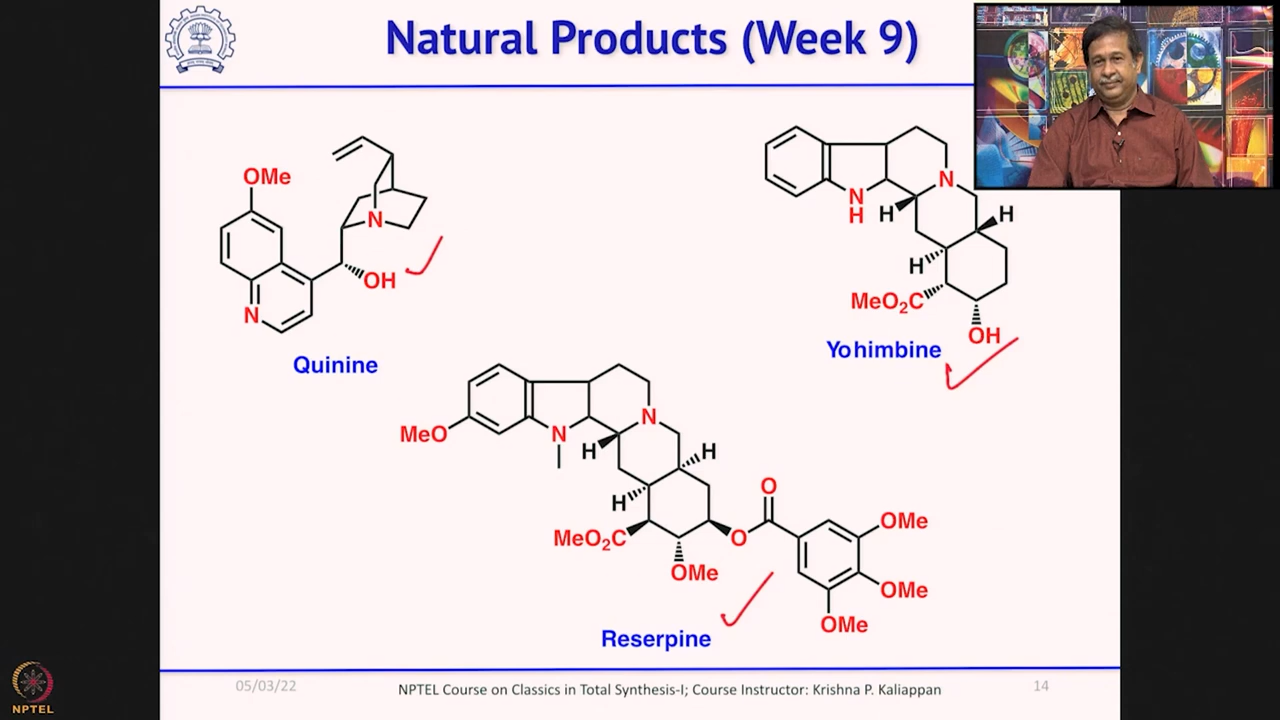 Natural Products (Week 9)
OMe
N
OH
N
Quinine
N
N
H
H
H
H
MeO2C
OH
Yohimbine
N
MeO
N
H
H
H
O
MeO2C
O
OMe
OMe
OMe
OMe
Reserpine
05/03/22
NPTEL Course on Classics in Total Synthesis-I; Course Instructor: Krishna P. Kaliappan
14
NPTEL